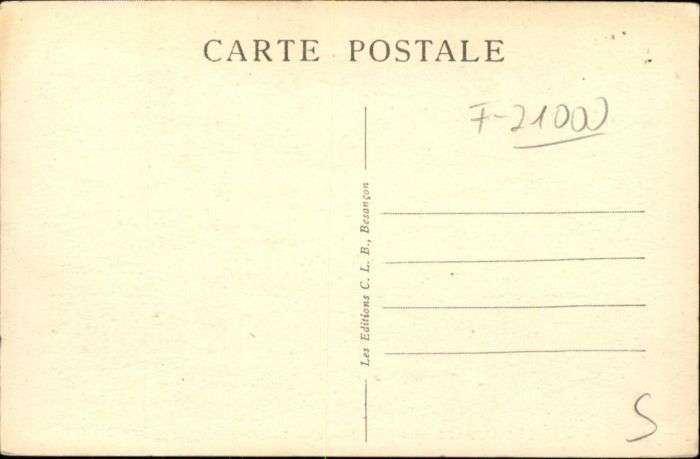 CARTE POSTALE
F-21000
Les Editions C. L. B., Besançon
S